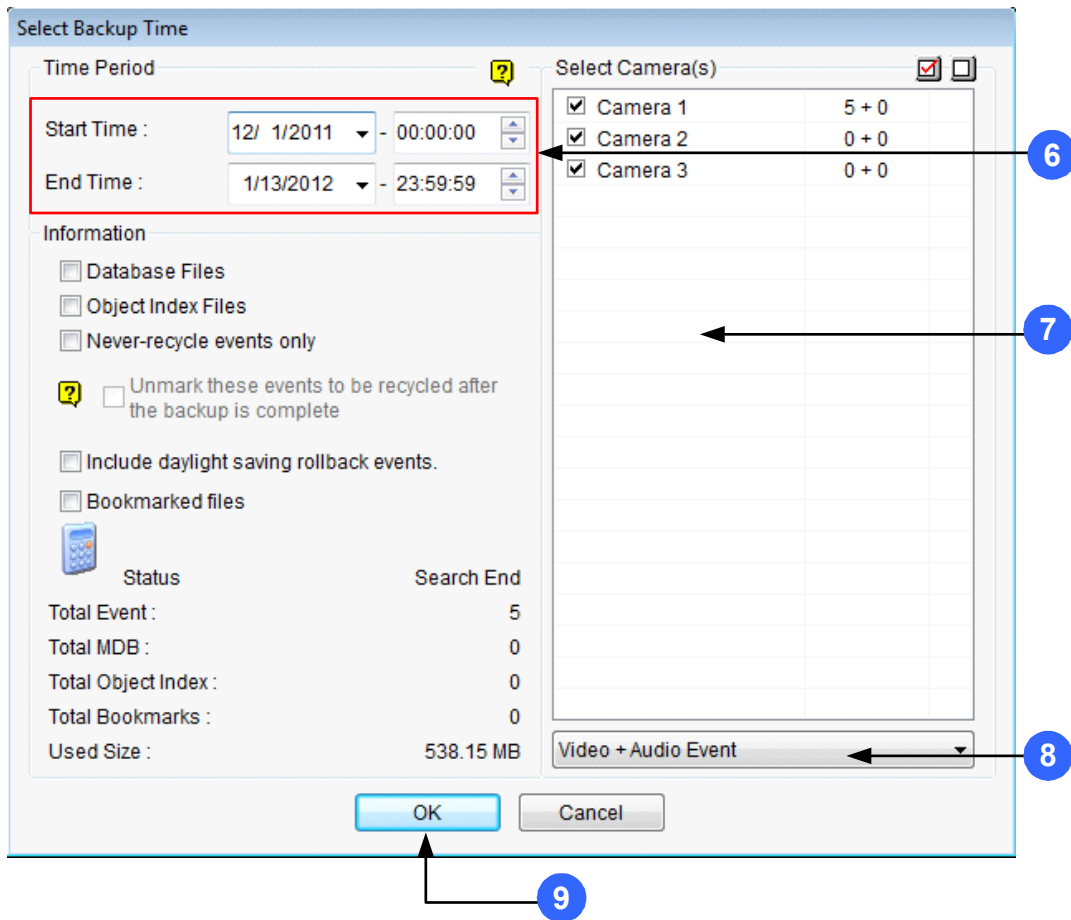 Select Backup Time
Time Period
?
Start Time :
12/ 1/2011 - 00:00:00
End Time :
1/13/2012 - 23:59:59
Information
Database Files
Object Index Files
Never-recycle events only
?
Unmark these events to be recycled after
the backup is complete
Include daylight saving rollback events.
Bookmarked files
Status Search End
Total Event : 5
Total MDB : 0
Total Object Index : 0
Total Bookmarks : 0
Used Size : 538.15 MB
Select Camera(s)
Camera 1 5 + 0
Camera 2 0 + 0
Camera 3 0 + 0
Video + Audio Event
OK
Cancel
6
7
8
9